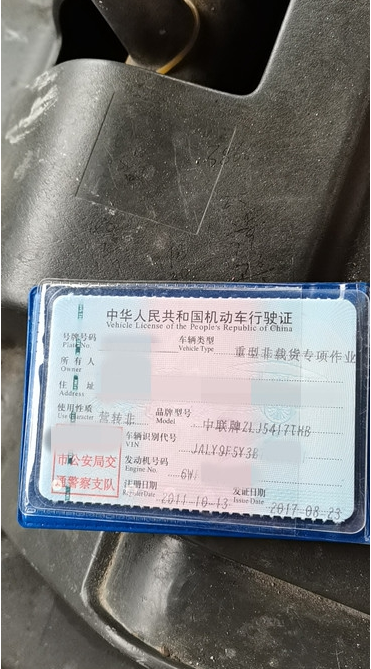 中华人民共和国机动车行驶证
Vehicle License of the People's Republic of China
号牌号码
Plate No.
车辆类型
Vehicle Type
重型非载货专项作业
所有人
Owner
住址
Address
使用性质
Use Character
营转非
品牌型号
Model
中联牌ZLJ5417THB
车辆识别代号
VIN
JALY9F5Y3B
市公安局交
通警察支队
发动机号码
Engine No.
6W
注册日期
Register Date
2011-10-13
发证日期
Issue Date
2017-08-23